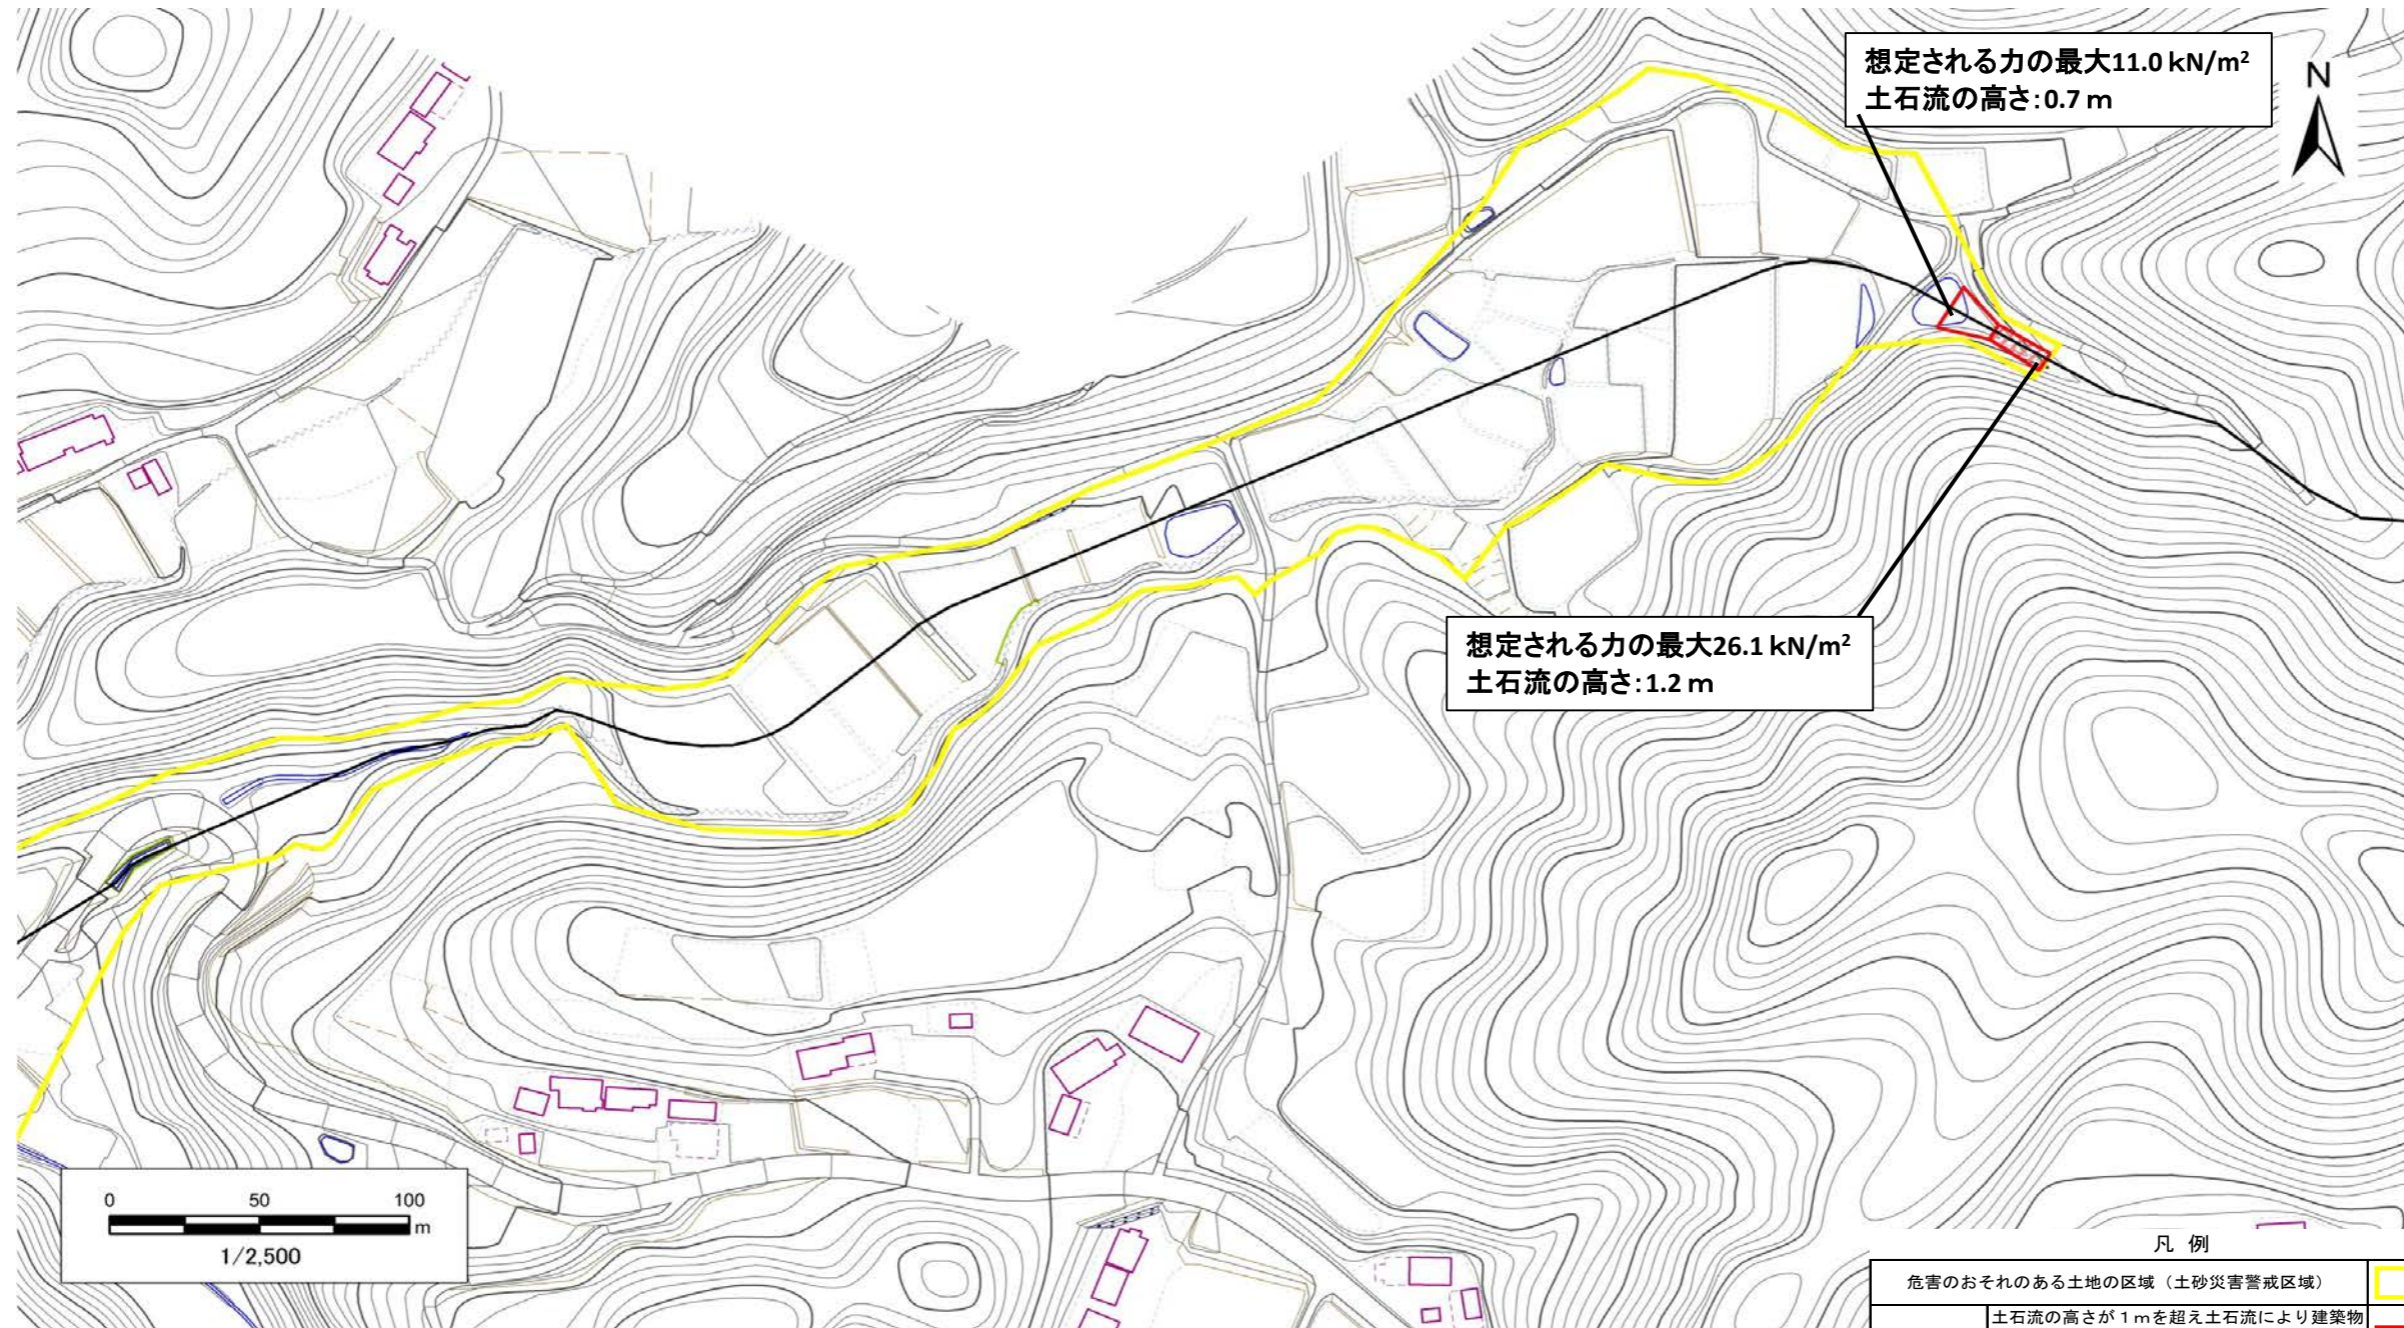 想定される力の最大11.0 kN/m²
土石流の高さ:0.7 m
N
想定される力の最大26.1 kN/m²
土石流の高さ:1.2 m
0 50 100
m
1/2,500
凡 例
危害のおそれのある土地の区域（土砂災害警戒区域）
土石流の高さが１ｍを超え土石流により建築物